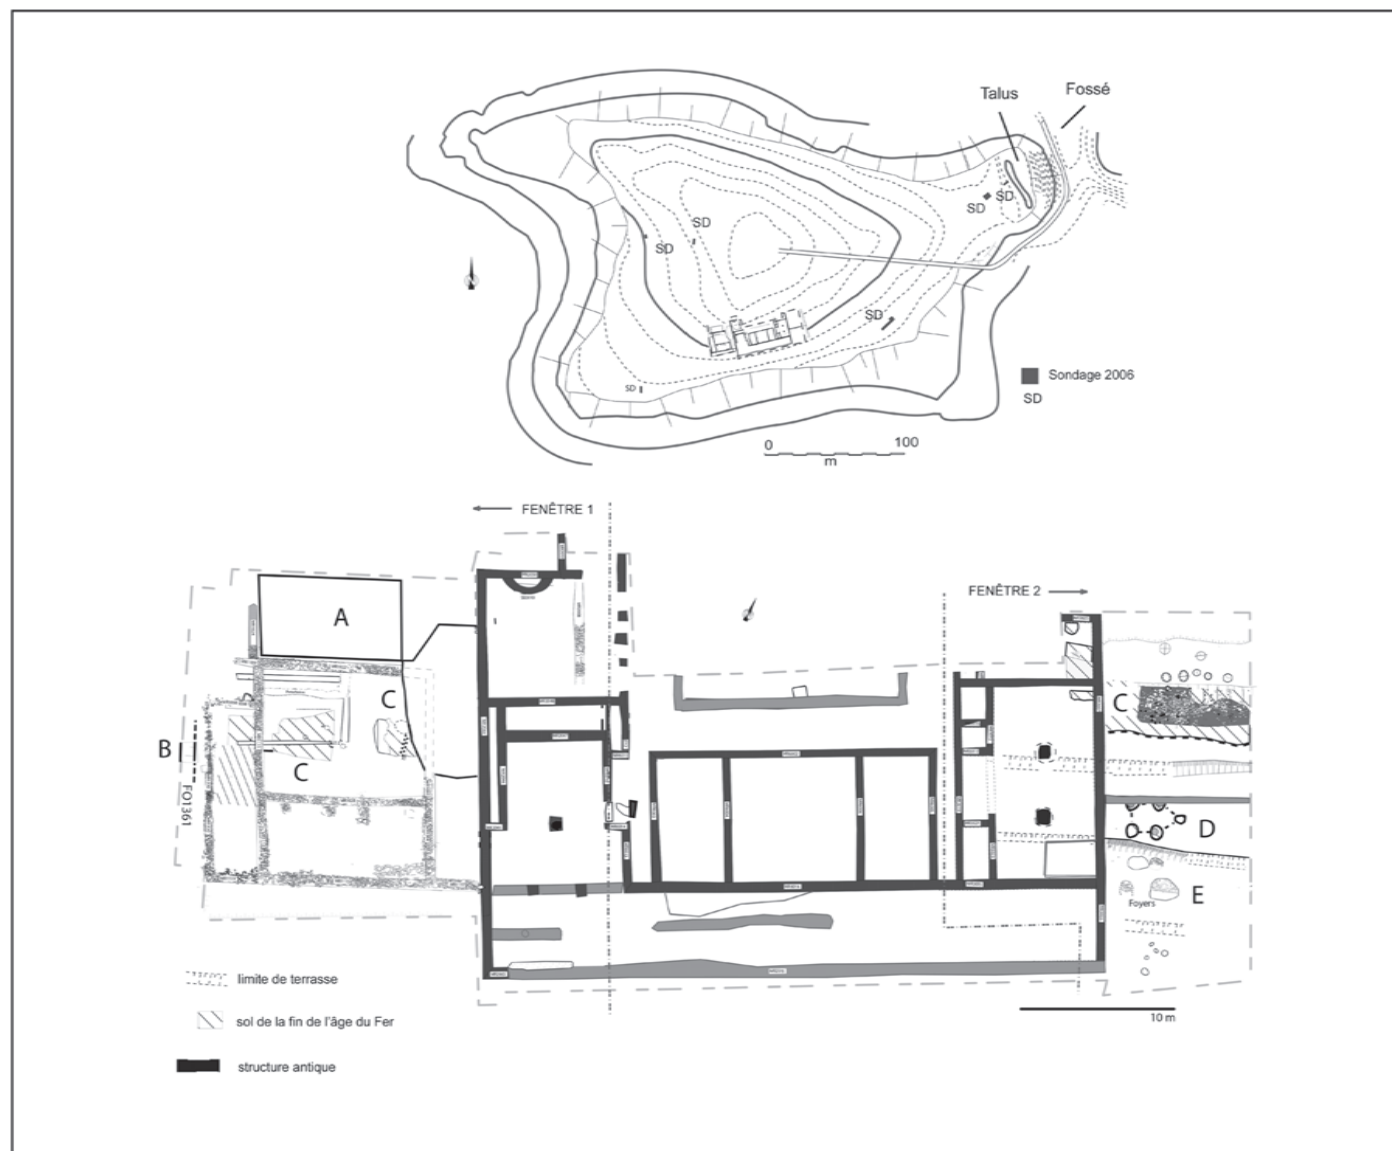 Talus
Fossé
SD
SD
SD
SD
SD
SD
Sondage 2006
SD
0
100
m
FENÊTRE 1
FENÊTRE 2
A
C
C
B
C
D
FO1361
E
Foyers
limite de terrasse
sol de la fin de l'âge du Fer
structure antique
10 m